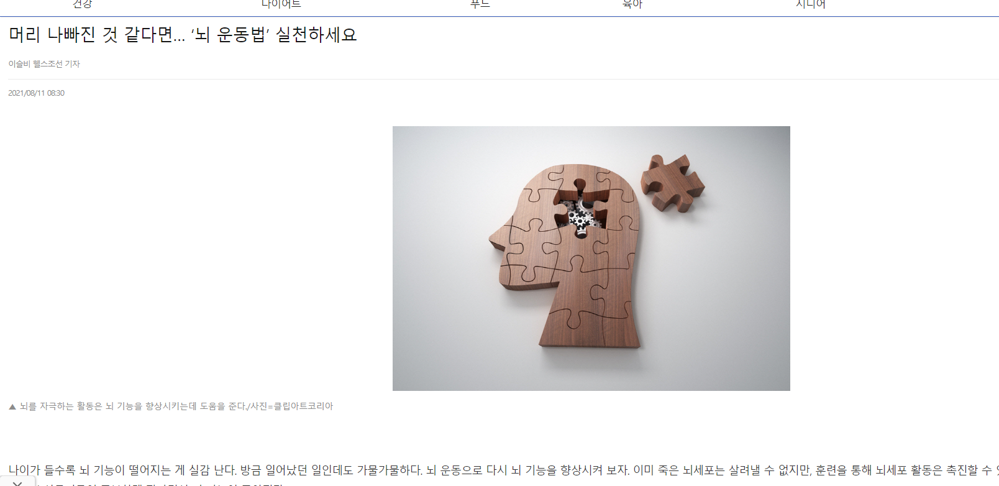 건강 다이어트 푸드 육아 시니어
머리 나빠진 것 같다면... ‘뇌 운동법’ 실천하세요
이슬비 헬스조선 기자
2021/08/11 08:30
▲ 뇌를 자극하는 활동은 뇌 기능을 향상시키는데 도움을 준다./사진=클립아트코리아
나이가 들수록 뇌 기능이 떨어지는 게 실감 난다. 방금 일어났던 일인데도 가물가물하다. 뇌 운동으로 다시 뇌 기능을 향상시켜 보자. 이미 죽은 뇌세포는 살려낼 수 없지만, 훈련을 통해 뇌세포 활동은 촉진할 수